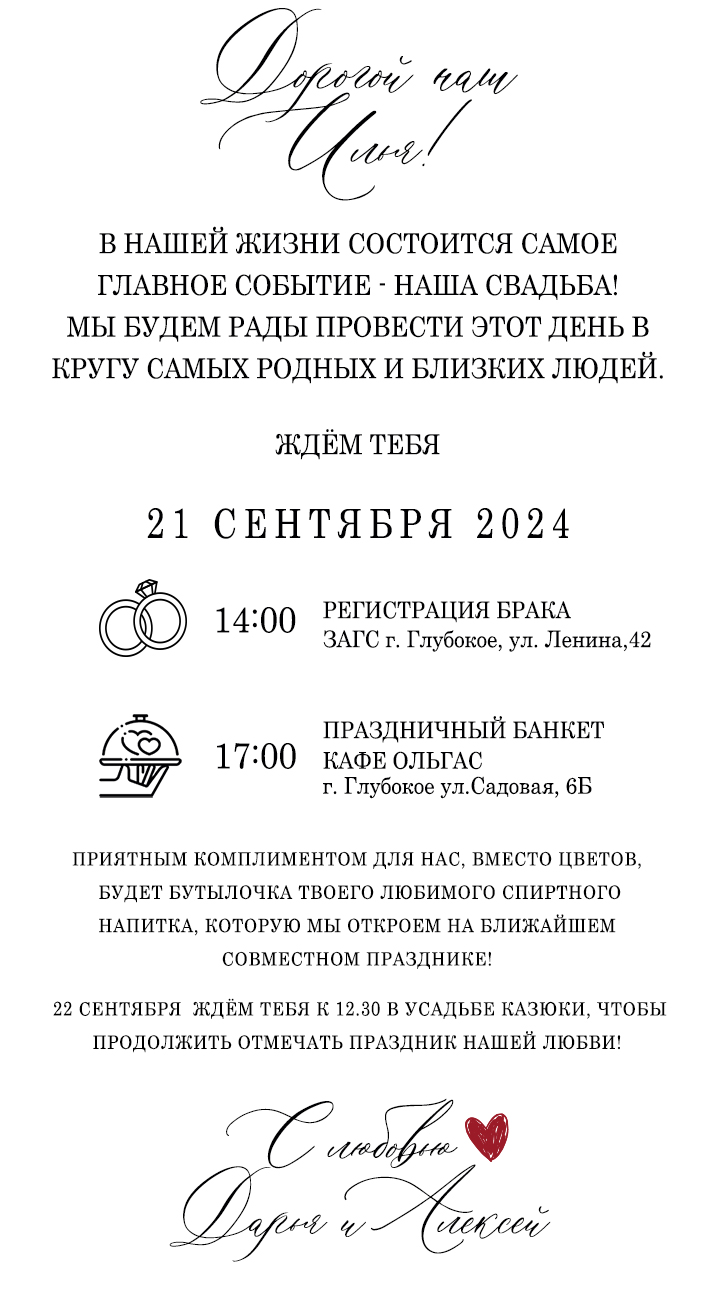 Дорогой наш
Илья!
В НАШЕЙ ЖИЗНИ СОСТОИТСЯ САМОЕ
ГЛАВНОЕ СОБЫТИЕ - НАША СВАДЬБА!
МЫ БУДЕМ РАДЫ ПРОВЕСТИ ЭТОТ ДЕНЬ В
КРУГУ САМЫХ РОДНЫХ И БЛИЗКИХ ЛЮДЕЙ.
ЖДЁМ ТЕБЯ
21 СЕНТЯБРЯ 2024
14:00
РЕГИСТРАЦИЯ БРАКА
ЗАГС г. Глубокое, ул. Ленина,42
17:00
ПРАЗДНИЧНЫЙ БАНКЕТ
КАФЕ ОЛЬГАС
г. Глубокое ул.Садовая, 6Б
ПРИЯТНЫМ КОМПЛИМЕНТОМ ДЛЯ НАС, ВМЕСТО ЦВЕТОВ,
БУДЕТ БУТЫЛОЧКА ТВОЕГО ЛЮБИМОГО СПИРТНОГО
НАПИТКА, КОТОРУЮ МЫ ОТКРОЕМ НА БЛИЖАЙШЕМ
СОВМЕСТНОМ ПРАЗДНИКЕ!
22 СЕНТЯБРЯ ЖДЁМ ТЕБЯ К 12.30 В УСАДЬБЕ КАЗЮКИ, ЧТОБЫ
ПРОДОЛЖИТЬ ОТМЕЧАТЬ ПРАЗДНИК НАШЕЙ ЛЮБВИ!
С любовью
Дарья и Алексей